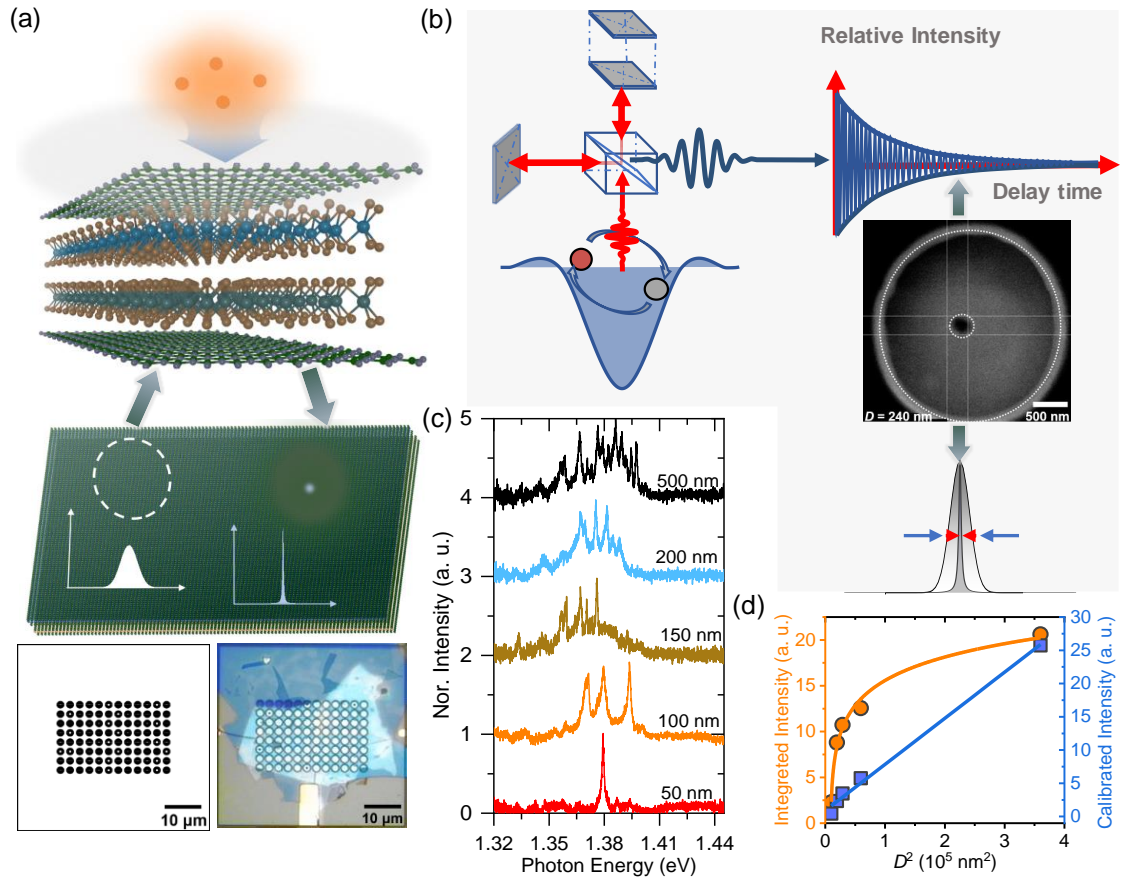 (a)
10 µm
10 µm
(b)
Relative Intensity
Delay time
D = 240 nm
500 nm
(c)
Nor. Intensity (a. u.)
5
4
3
2
1
0
500 nm
200 nm
150 nm
100 nm
50 nm
1.32
1.35
1.38
1.41
1.44
Photon Energy (eV)
(d)
Integreted Intensity (a. u.)
20
15
10
5
0
30
25
20
15
10
5
0
Calibrated Intensity (a. u.)
0
1
2
3
4
D² (10⁵ nm²)